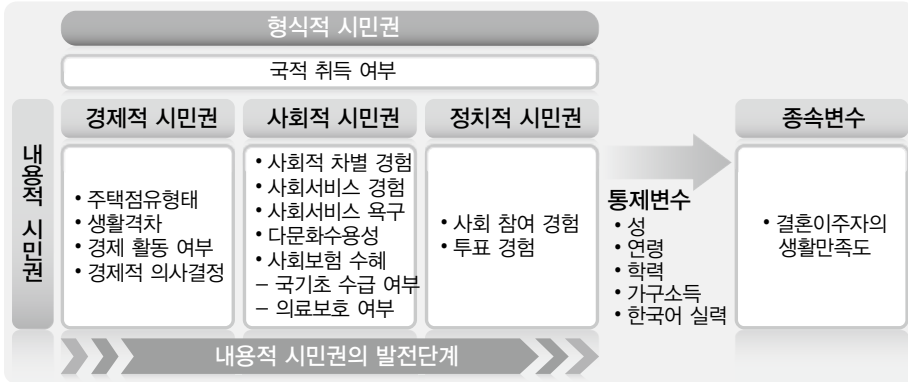 형식적 시민권
국적 취득 여부
내용적 시민권
경제적 시민권
• 주택점유형태
• 생활격차
• 경제 활동 여부
• 경제적 의사결정
사회적 시민권
• 사회적 차별 경험
• 사회서비스 경험
• 사회서비스 욕구
• 다문화수용성
• 사회보험 수혜
– 국기초 수급 여부
– 의료보호 여부
정치적 시민권
• 사회 참여 경험
• 투표 경험
통제변수
• 성
• 연령
• 학력
• 가구소득
• 한국어 실력
종속변수
• 결혼이주자의
생활만족도
내용적 시민권의 발전단계